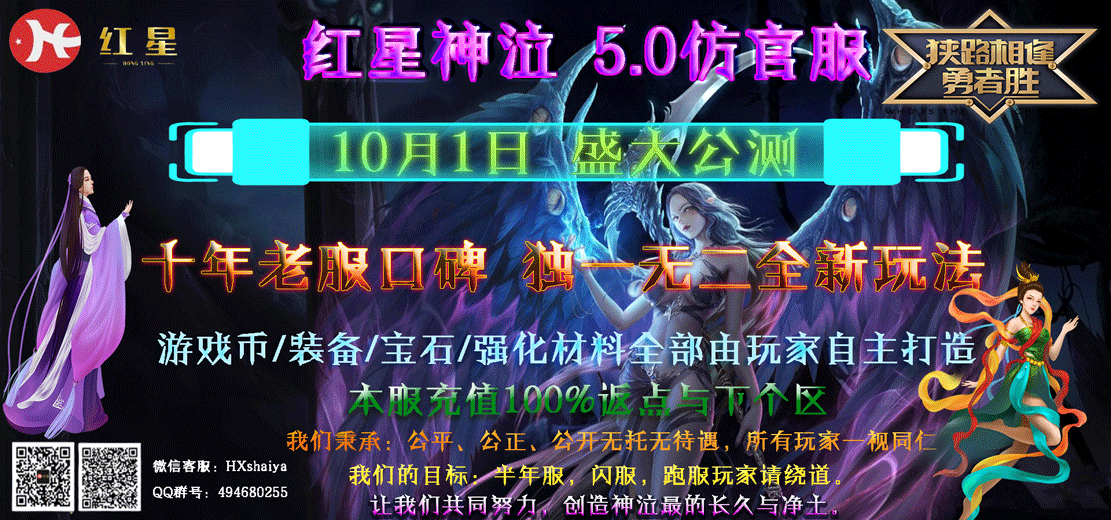 红星
HONG XING
红星神泣 5.0仿官服
狭路相逢
勇者胜
10月1日 盛大公测
十年老服口碑 独一无二全新玩法
游戏币/装备/宝石/强化材料全部由玩家自主打造
本服充值100%返点与下个区
我们秉承：公平、公正、公开无托无待遇，所有玩家一视同仁
微信客服：HXshaiya
我们的目标：半年服，闪服，跑服玩家请绕道。
QQ群号：494680255
让我们共同努力，创造神泣最的长久与净土。